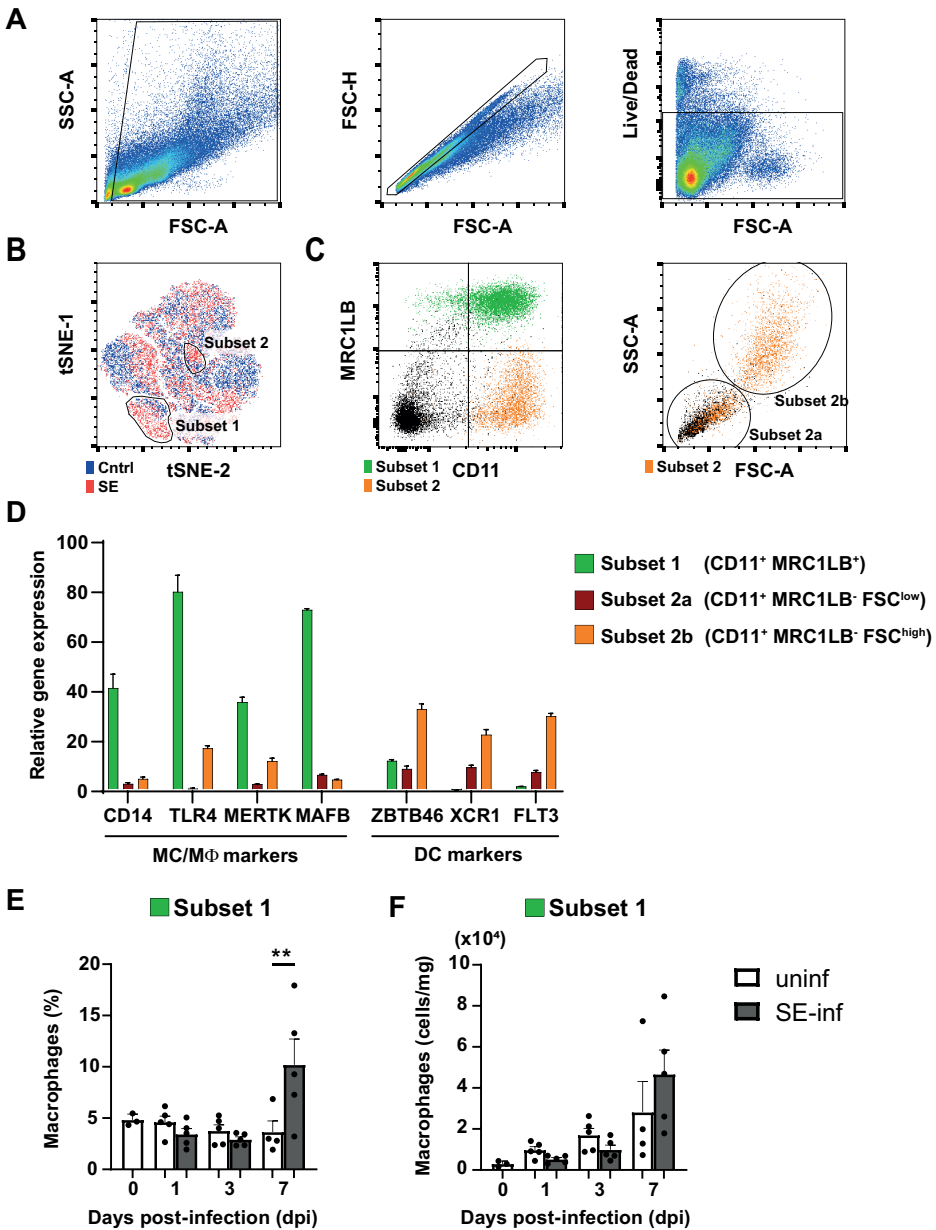 A
SSC-A
FSC-A
FSC-H
FSC-A
Live/Dead
FSC-A
B
tSNE-1
Subset 2
Subset 1
Cntrl
SE
tSNE-2
C
MRC1LB
Subset 1
Subset 2
CD11
SSC-A
Subset 2b
Subset 2a
Subset 2
FSC-A
D
Relative gene expression
100
80
60
40
20
0
CD14 TLR4 MERTK MAFB ZBTB46 XCR1 FLT3
MC/MΦ markers DC markers
Subset 1 (CD11⁺ MRC1LB⁺)
Subset 2a (CD11⁺ MRC1LB⁻ FSCˡᵒʷ)
Subset 2b (CD11⁺ MRC1LB⁻ FSCʰⁱᵍʰ)
E
Subset 1
Macrophages (%)
20
15
10
5
0
**
0 1 3 7
Days post-infection (dpi)
F
Subset 1
(x10⁴)
Macrophages (cells/mg)
10
8
6
4
2
0
0 1 3 7
Days post-infection (dpi)
uninf
SE-inf